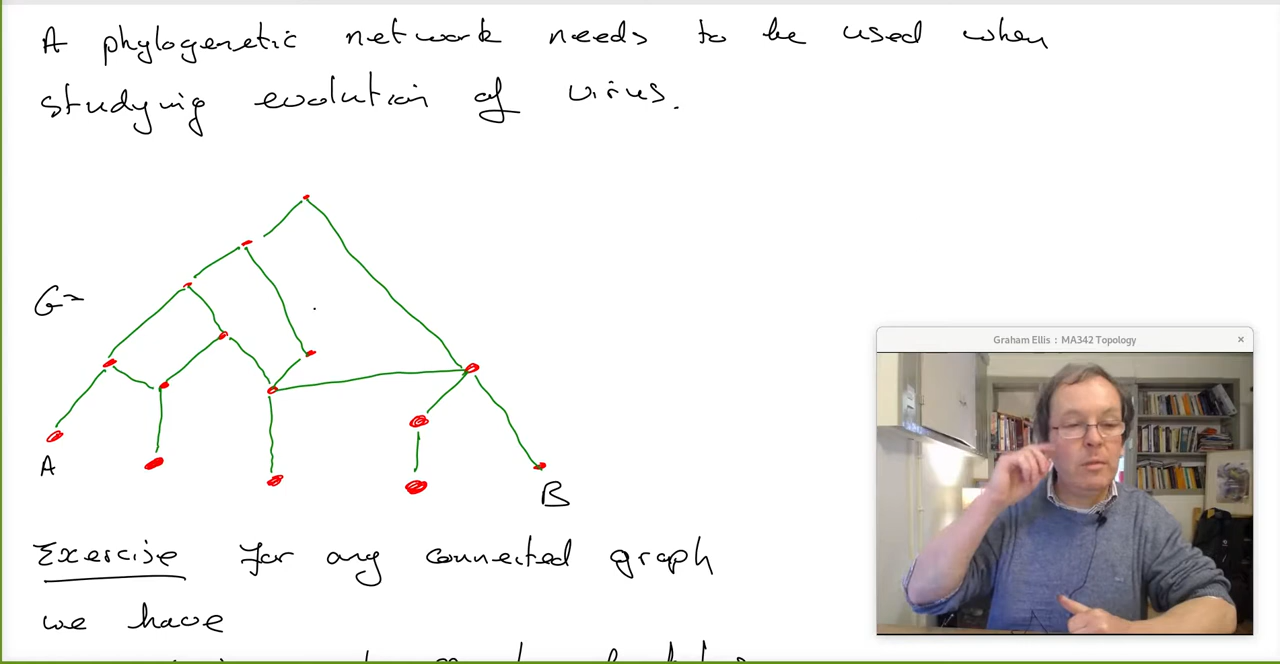 A phylogenetic network needs to be used when
studying evolution of virus.
G=
A
B
Graham Ellis : MA342 Topology
Exercise For any connected graph
we have